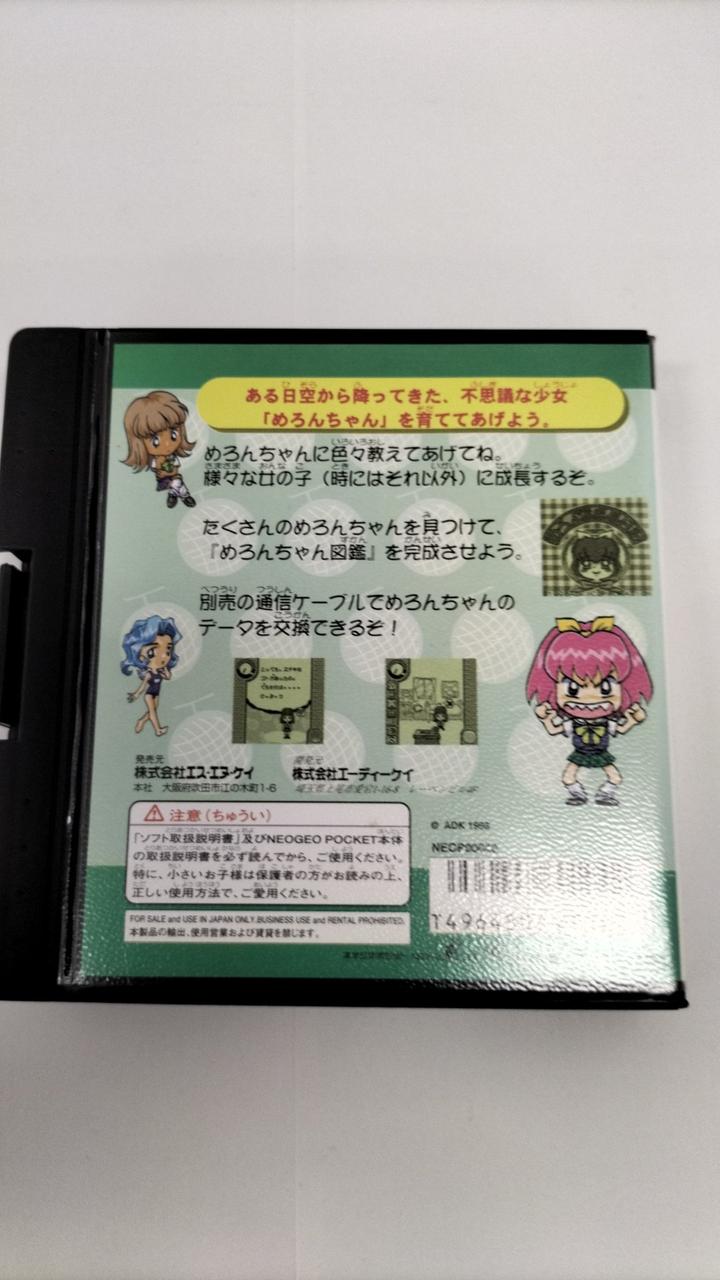 ある日空から降ってきた、不思議な少女
「めろんちゃん」を育ててあげよう。
めろんちゃんに色々教えてあげてね。
様々な女の子（時にはそれ以外）に成長するぞ。
たくさんのめろんちゃんを見つけて、
『めろんちゃん図鑑』を完成させよう。
別売の通信ケーブルでめろんちゃんの
データを交換できるぞ！
発売元
株式会社エス・エヌ・ケイ
本社 大阪府吹田市江の木町1-6
開発元
株式会社エーディーケイ
注意（ちゅうい）
「ソフト取扱説明書」及びNEOGEO POCKET本体
の取扱説明書を必ず読んでから、ご使用ください。
特に、小さいお子様は保護者の方がお読みの上、
正しい使用方法で、ご愛用ください。
FOR SALE and USE IN JAPAN ONLY.BUSINESS USE and RENTAL PROHIBITED.
本製品の輸出、使用営業および賃貸を禁じます。
© ADK